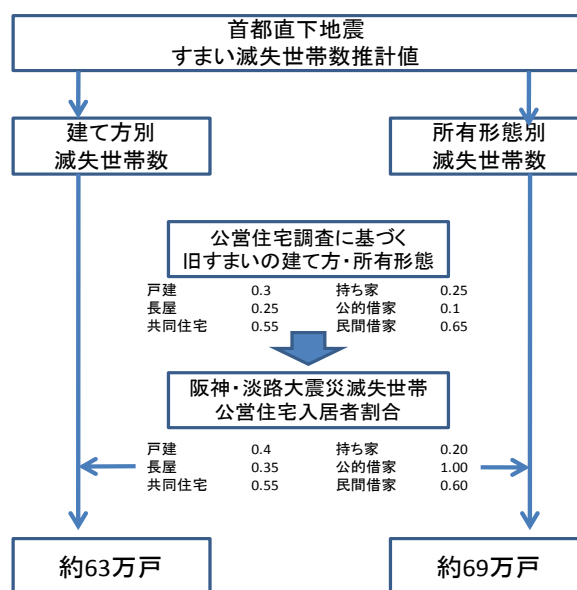 首都直下地震
すまい滅失世帯数推計値
建て方別
滅失世帯数
所有形態別
滅失世帯数
公営住宅調査に基づく
旧すまいの建て方・所有形態
戸建 0.3 持ち家 0.25
長屋 0.25 公的借家 0.1
共同住宅 0.55 民間借家 0.65
阪神・淡路大震災滅失世帯
公営住宅入居者割合
戸建 0.4 持ち家 0.20
長屋 0.35 公的借家 1.00
共同住宅 0.55 民間借家 0.60
約63万戸
約69万戸